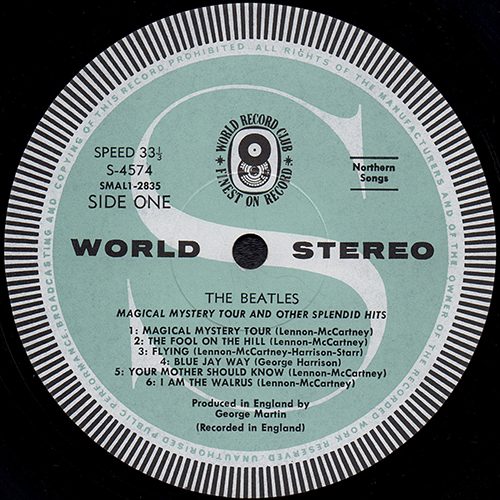 ALL RIGHTS OF THE MANUFACTURERS AND OF THE OWNER OF THE RECORDED WORK RESERVED. UNAUTHORISED PUBLIC PERFORMANCE, BROADCASTING AND COPYING OF THIS RECORD PROHIBITED.
WORLD RECORD CLUB
FINEST ON RECORD
SPEED 33⅓
S-4574
SMAL1-2835
SIDE ONE
Northern
Songs
WORLD STEREO
THE BEATLES
MAGICAL MYSTERY TOUR AND OTHER SPLENDID HITS
1: MAGICAL MYSTERY TOUR (Lennon-McCartney)
2: THE FOOL ON THE HILL (Lennon-McCartney)
3: FLYING (Lennon-McCartney-Harrison-Starr)
4: BLUE JAY WAY (George Harrison)
5: YOUR MOTHER SHOULD KNOW (Lennon-McCartney)
6: I AM THE WALRUS (Lennon-McCartney)
Produced in England by
George Martin
(Recorded in England)
S